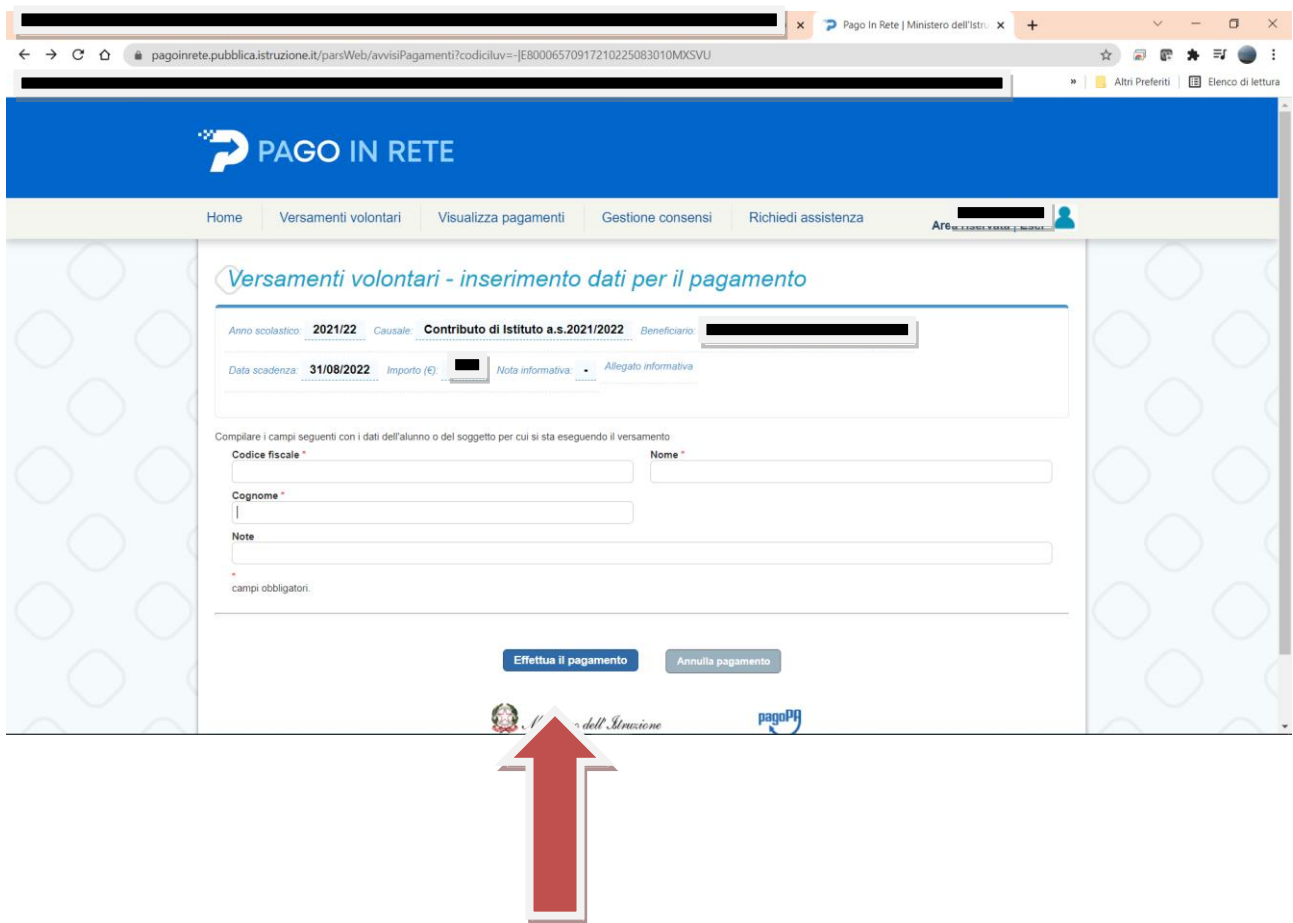 Pago In Rete | Ministero dell'Istru
pagoinrete.pubblica.istruzione.it/parsWeb/avvisiPagamenti?codiciIuv=-|E80006570917210225083010MXSVU
» Altri Preferiti Elenco di lettura
PAGO IN RETE
Home Versamenti volontari Visualizza pagamenti Gestione consensi Richiedi assistenza
Versamenti volontari - inserimento dati per il pagamento
Anno scolastico: 2021/22 Causale: Contributo di Istituto a.s.2021/2022 Beneficiario:
Data scadenza: 31/08/2022 Importo (€): Nota informativa: - Allegato informativa
Compilare i campi seguenti con i dati dell'alunno o del soggetto per cui si sta eseguendo il versamento
Codice fiscale * Nome *
Cognome *
Note
*
campi obbligatori.
Effettua il pagamento Annulla pagamento
dell'Istruzione pagoPA